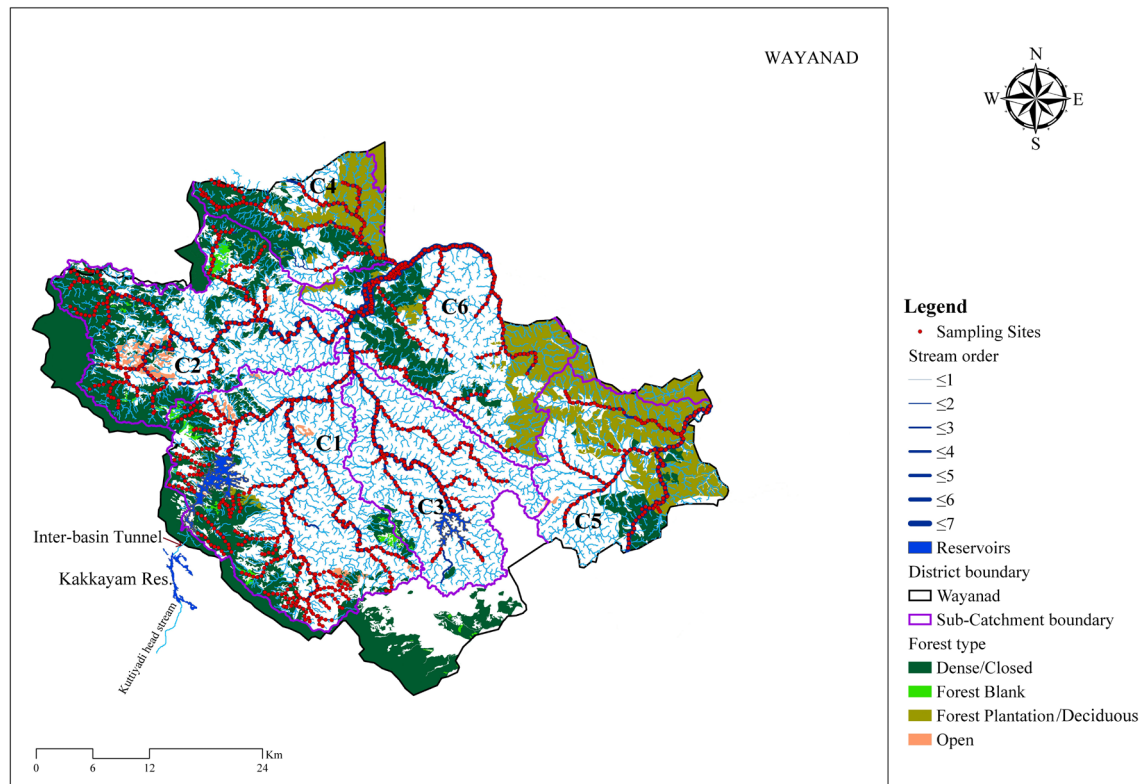 WAYANAD
N
W
E
S
C4
C6
C2
C1
C3
C5
Inter-basin Tunnel
Kakkayam Res.
Kuttiyadi head stream
Km
0
6
12
24
Legend
Sampling Sites
Stream order
≤1
≤2
≤3
≤4
≤5
≤6
≤7
Reservoirs
District boundary
Wayanad
Sub-Catchment boundary
Forest type
Dense/Closed
Forest Blank
Forest Plantation/Deciduous
Open